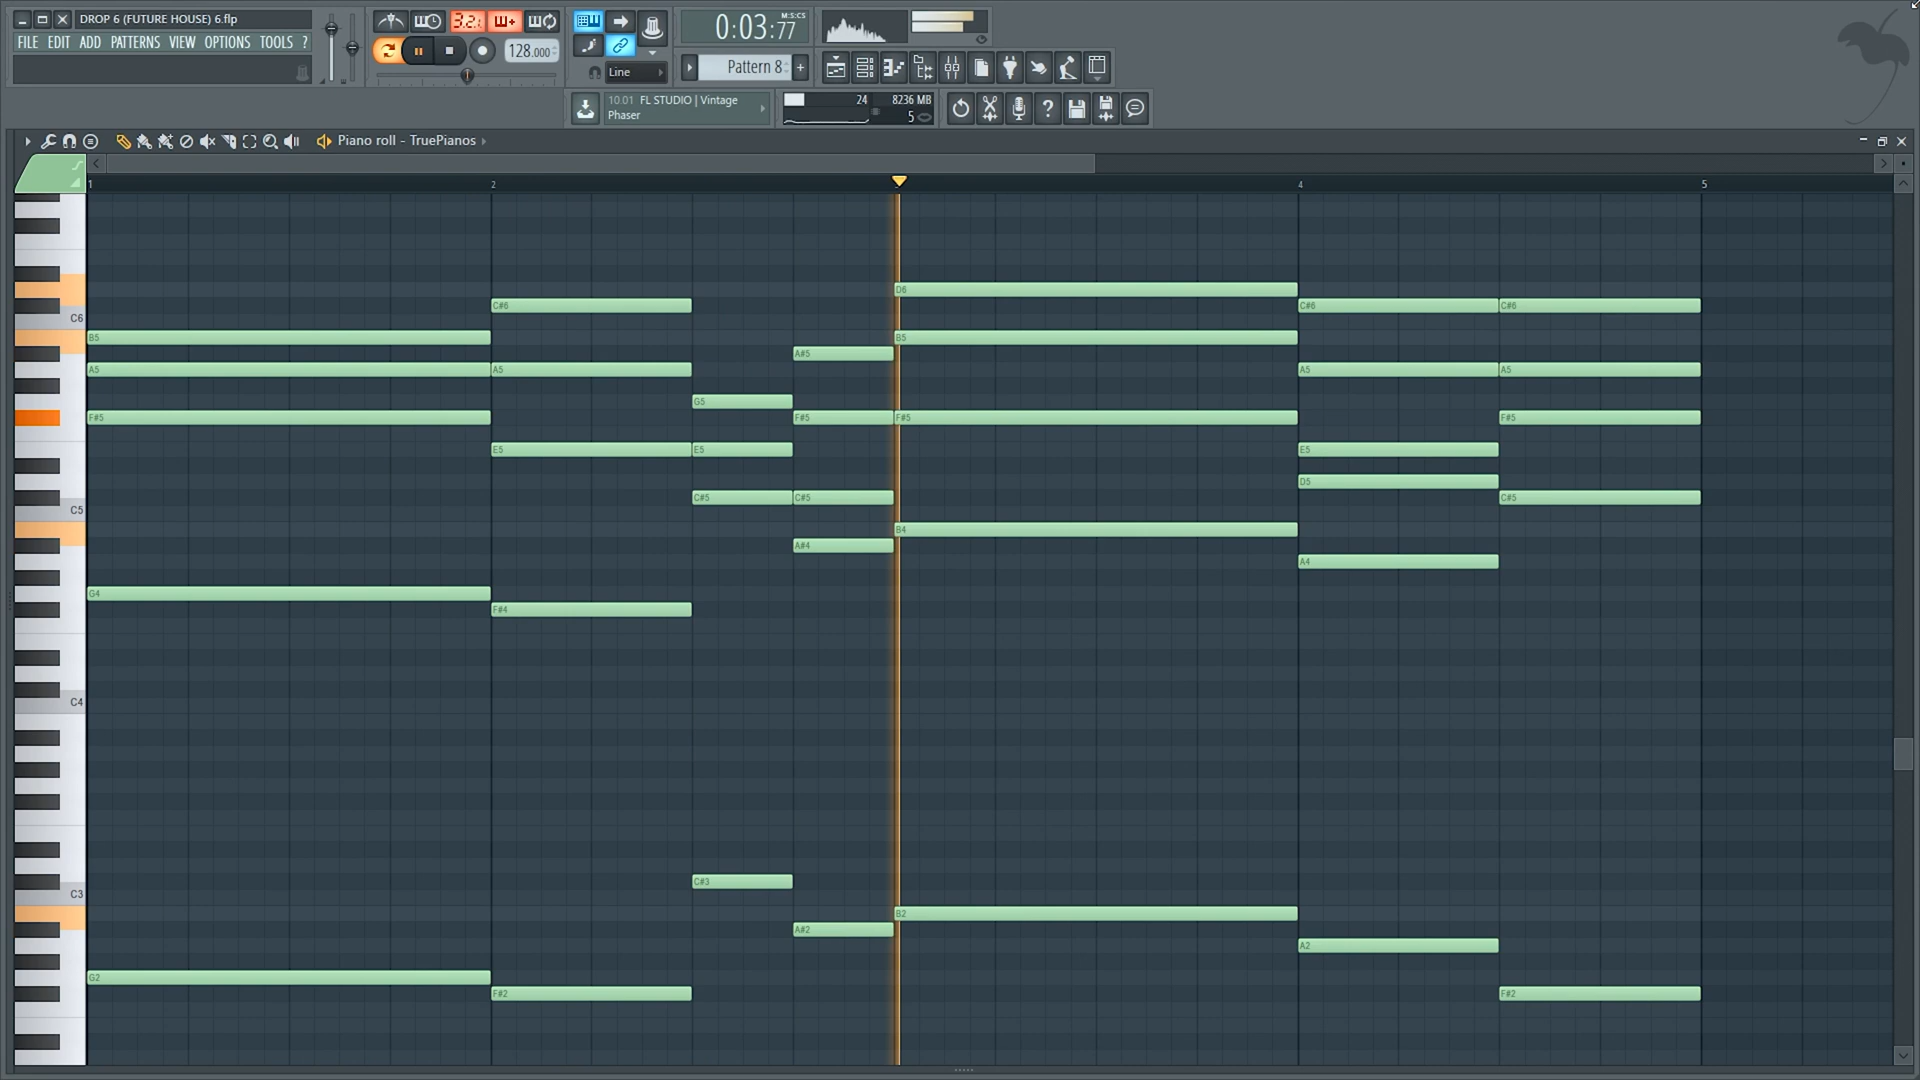 DROP 6 (FUTURE HOUSE) 6.flp
FILE EDIT ADD PATTERNS VIEW OPTIONS TOOLS ?
128.000
Line
0:03:77
M:S:CS
Pattern 8
10.01 FL STUDIO | Vintage
Phaser
24 8236 MB
5
Piano roll - TruePianos
1 2 4 5
D6
C#6 C#6 C#6
C6
B5 B5
A#5
A5 A5 A5 A5
G5
F#5 F#5 F#5 F#5
E5 E5 E5
D5
C#5 C#5 C#5
C5
B4
A#4
A4
G4
F#4
C4
C#3
C3
B2
A#2
A2
G2
F#2 F#2